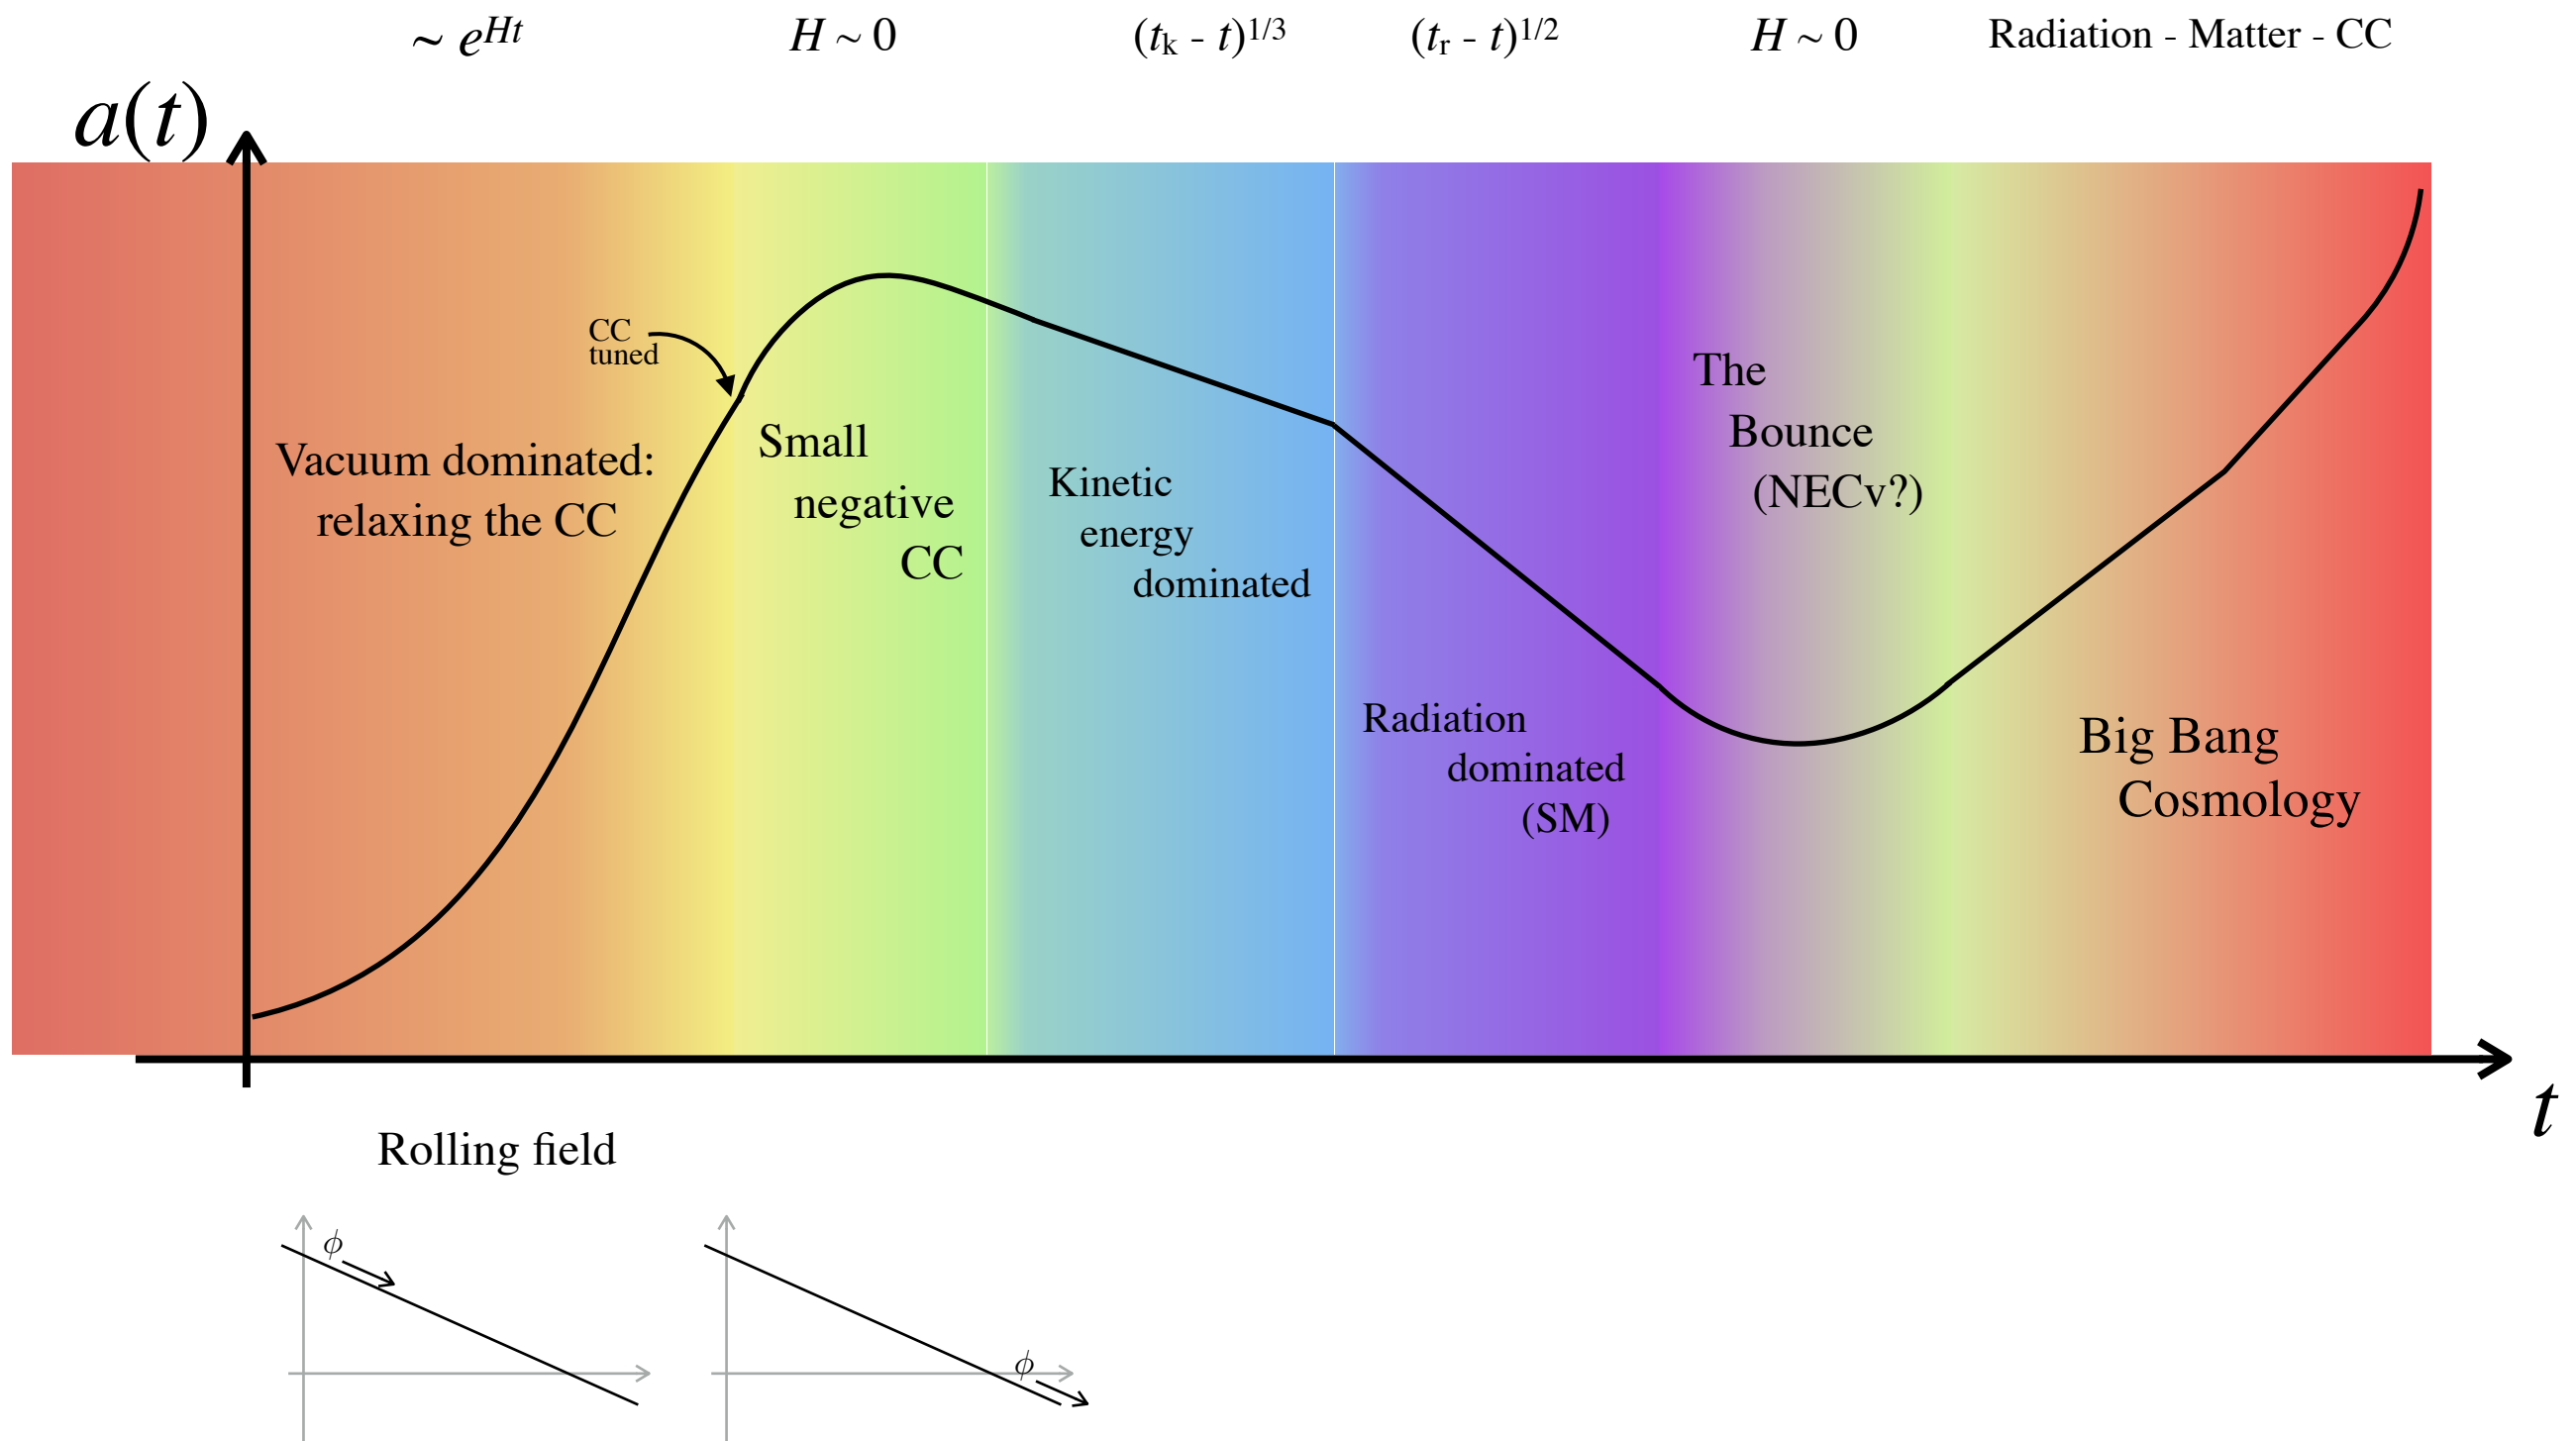 ~ e^{Ht}
H ~ 0
(t_k - t)^{1/3}
(t_r - t)^{1/2}
H ~ 0
Radiation - Matter - CC
a(t)
CC
tuned
Vacuum dominated:
relaxing the CC
Small
negative
CC
Kinetic
energy
dominated
Radiation
dominated
(SM)
The
Bounce
(NECv?)
Big Bang
Cosmology
t
Rolling field
ϕ
ϕ